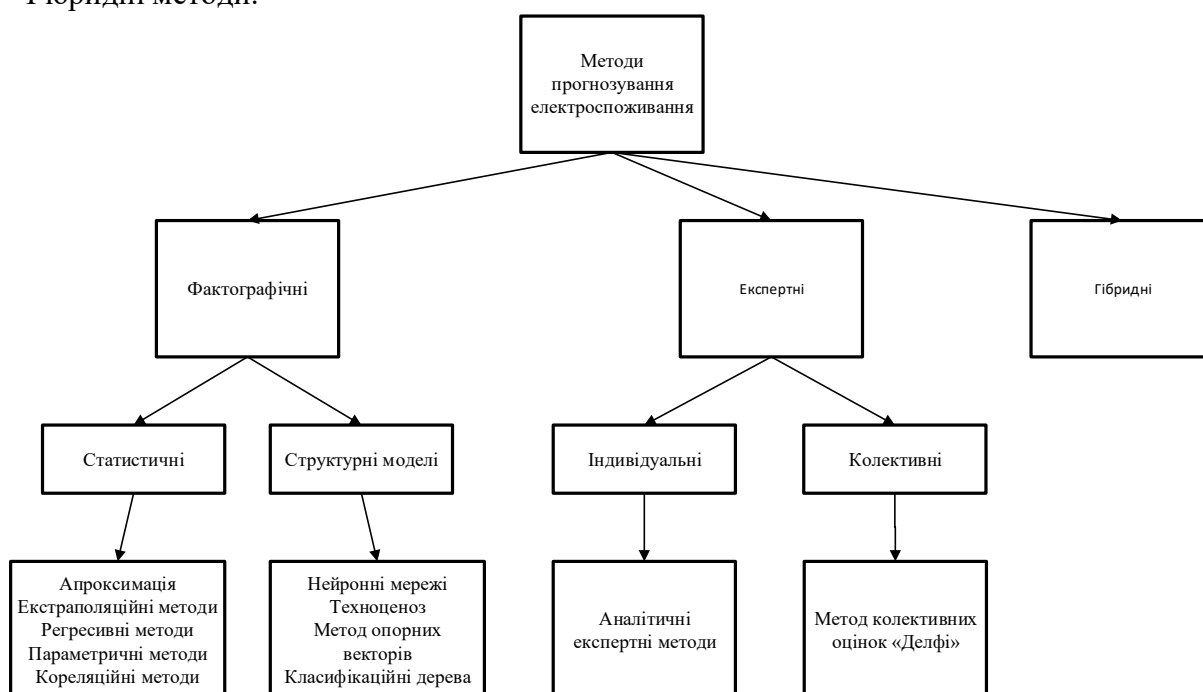 Гібридні методи.
Методи
прогнозування
електроспоживання
Фактографічні
Експертні
Гібридні
Статистичні
Структурні моделі
Індивідуальні
Колективні
Апроксимація
Екстраполяційні методи
Регресивні методи
Параметричні методи
Кореляційні методи
Нейронні мережі
Техноценоз
Метод опорних
векторів
Класифікаційні дерева
Аналітичні
експертні методи
Метод колективних
оцінок «Делфі»